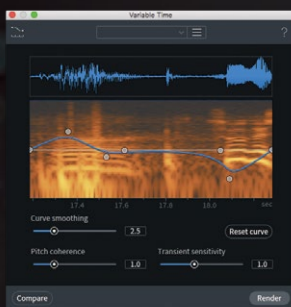 Variable Time
?
17.4 17.6 17.8 18.0 sec
Curve smoothing
2.5 Reset curve
Pitch coherence Transient sensitivity
1.0 1.0
Compare Render